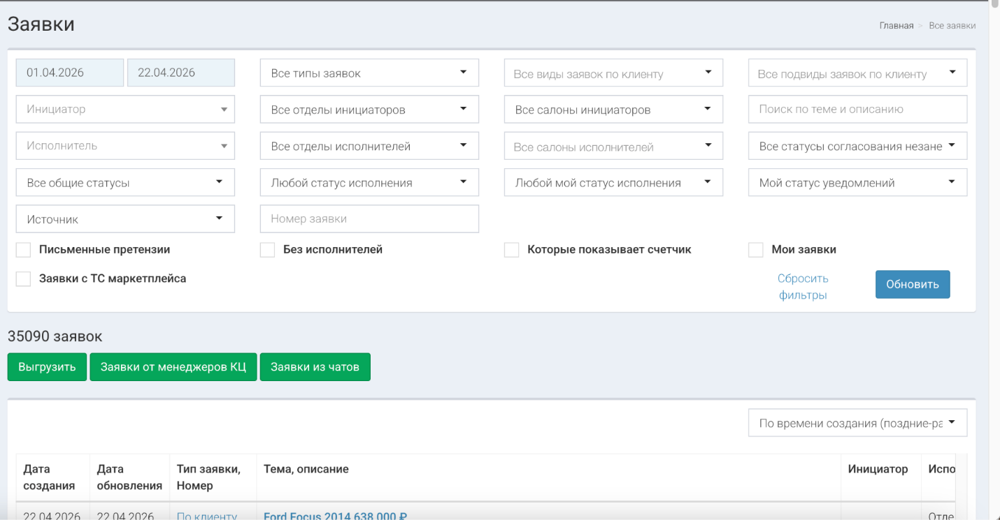 Заявки
Главная > Все заявки
01.04.2026 22.04.2026 Все типы заявок Все виды заявок по клиенту Все подвиды заявок по клиенту
Инициатор Все отделы инициаторов Все салоны инициаторов Поиск по теме и описанию
Исполнитель Все отделы исполнителей Все салоны исполнителей Все статусы согласования незане
Все общие статусы Любой статус исполнения Любой мой статус исполнения Мой статус уведомлений
Источник Номер заявки
Письменные претензии Без исполнителей Которые показывает счетчик Мои заявки
Заявки с ТС маркетплейса
Сбросить
фильтры
Обновить
35090 заявок
Выгрузить Заявки от менеджеров КЦ Заявки из чатов
По времени создания (поздние-ра
Дата
создания
Дата
обновления
Тип заявки,
Номер
Тема, описание
Инициатор
Испо
22.04.2026 22.04.2026 По клиенту Ford Focus 2014 638 000 ₽ Отде